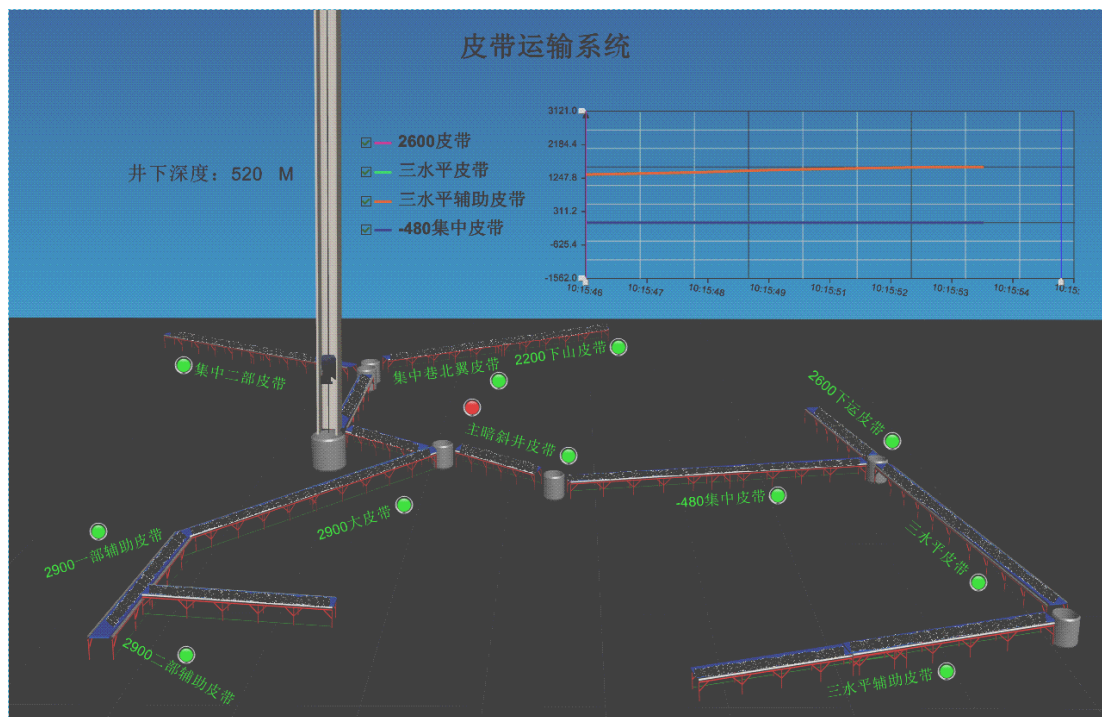 皮带运输系统
井下深度：520 M
2600皮带
三水平皮带
三水平辅助皮带
-480集中皮带
3121.0
2184.4
1247.8
311.2
-625.4
-1562.0
10:15:46
10:15:47
10:15:48
10:15:49
10:15:51
10:15:52
10:15:53
10:15:54
10:15:
集中二部皮带
集中巷北翼皮带
2200下山皮带
主暗斜井皮带
2600下运皮带
-480集中皮带
2900大皮带
2900一部辅助皮带
三水平皮带
2900二部辅助皮带
三水平辅助皮带